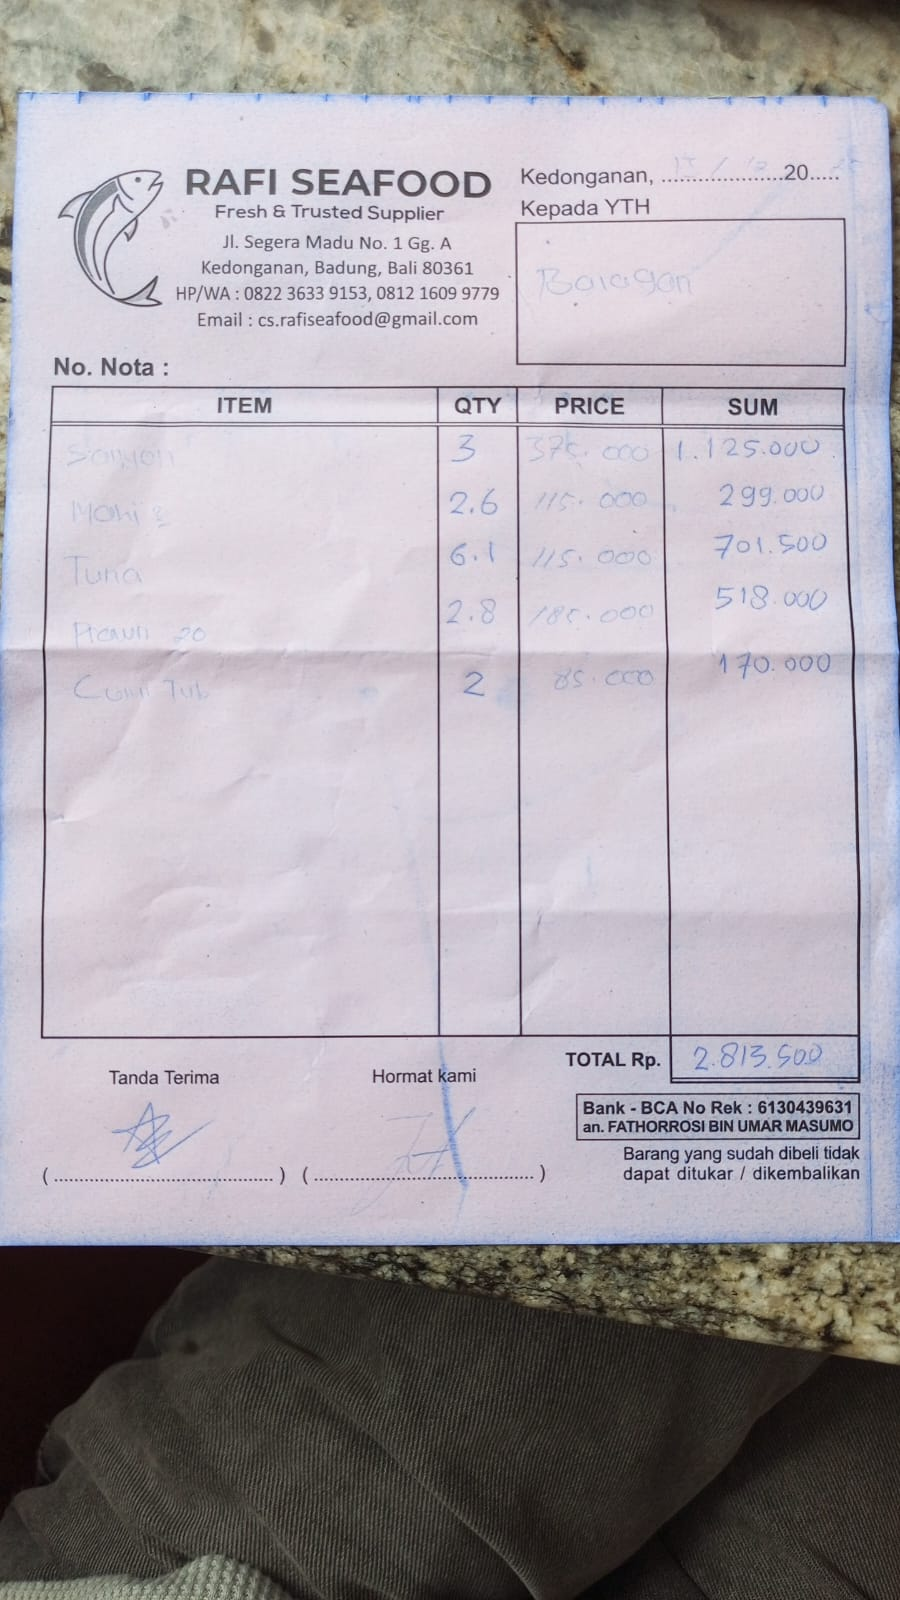 RAFI SEAFOOD
Fresh & Trusted Supplier
Jl. Segera Madu No. 1 Gg. A
Kedonganan, Badung, Bali 80361
HP/WA : 0822 3633 9153, 0812 1609 9779
Email : cs.rafiseafood@gmail.com
Kedonganan, .....................20.....
Kepada YTH
No. Nota :
ITEM QTY PRICE SUM
Salmon 3 375.000 1.125.000
Mahi 2 2.6 115.000 299.000
Tuna 6.1 115.000 701.500
Prawn 20 2.8 185.000 518.000
Cumi Tub 2 85.000 170.000
TOTAL Rp. 2.813.500
Tanda Terima Hormat kami
Bank - BCA No Rek : 6130439631
an. FATHORROSI BIN UMAR MASUMO
Barang yang sudah dibeli tidak
dapat ditukar / dikembalikan